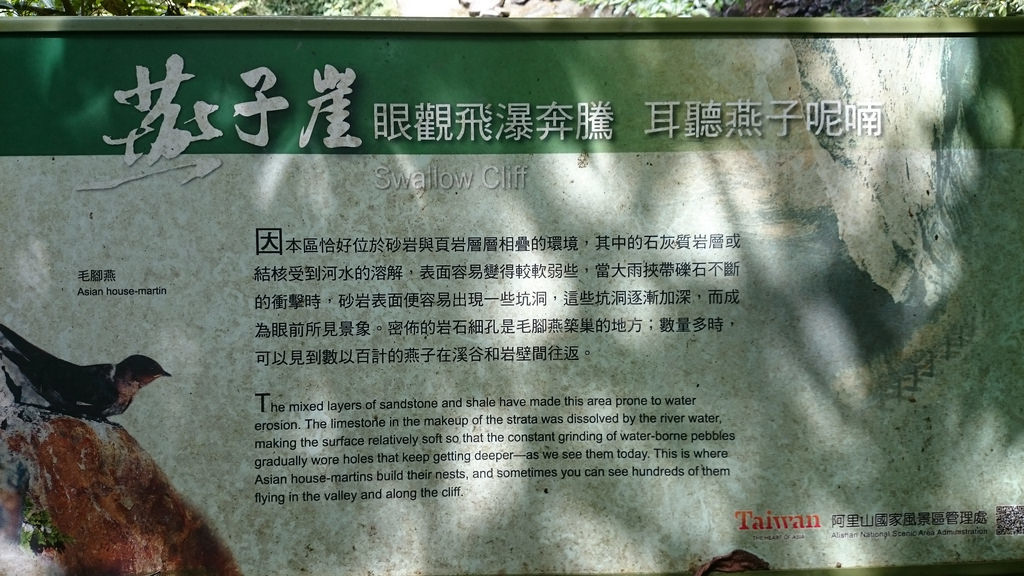 燕子崖 眼觀飛瀑奔騰 耳聽燕子呢喃
Swallow Cliff
因本區恰好位於砂岩與頁岩層層相疊的環境，其中的石灰質岩層或
結核受到河水的溶解，表面容易變得較軟弱些，當大雨挾帶礫石不斷
的衝擊時，砂岩表面便容易出現一些坑洞，這些坑洞逐漸加深，而成
為眼前所見景象。密佈的岩石細孔是毛腳燕築巢的地方；數量多時，
可以見到數以百計的燕子在溪谷和岩壁間往返。
毛腳燕
Asian house-martin
The mixed layers of sandstone and shale have made this area prone to water
erosion. The limestone in the makeup of the strata was dissolved by the river water,
making the surface relatively soft so that the constant grinding of water-borne pebbles
gradually wore holes that keep getting deeper—as we see them today. This is where
Asian house-martins build their nests, and sometimes you can see hundreds of them
flying in the valley and along the cliff.
Taiwan
THE HEART OF ASIA
阿里山國家風景區管理處
Alishan National Scenic Area Administration